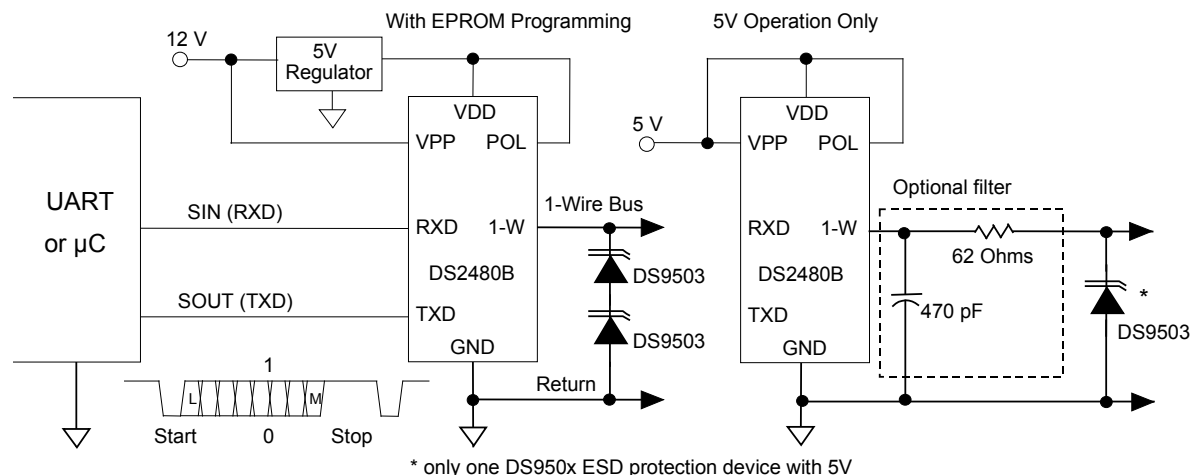 With EPROM Programming
5V Operation Only
12 V
5V
Regulator
VDD
VPP
POL
UART
or µC
SIN (RXD)
RXD
1-W
1-Wire Bus
DS2480B
DS9503
SOUT (TXD)
TXD
DS9503
GND
Return
1
L
M
Start
0
Stop
5 V
VDD
VPP
POL
Optional filter
RXD
1-W
62 Ohms
DS2480B
470 pF
*
DS9503
TXD
GND
* only one DS950x ESD protection device with 5V